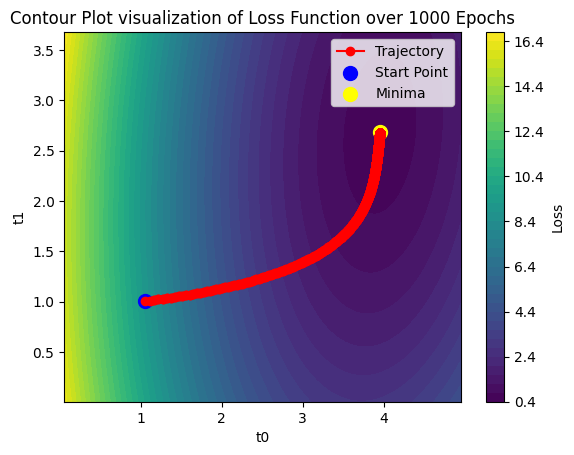 Contour Plot visualization of Loss Function over 1000 Epochs
Trajectory
Start Point
Minima
3.5
3.0
2.5
2.0
1.5
1.0
0.5
t1
1
2
3
4
t0
16.4
14.4
12.4
10.4
8.4
6.4
4.4
2.4
0.4
Loss